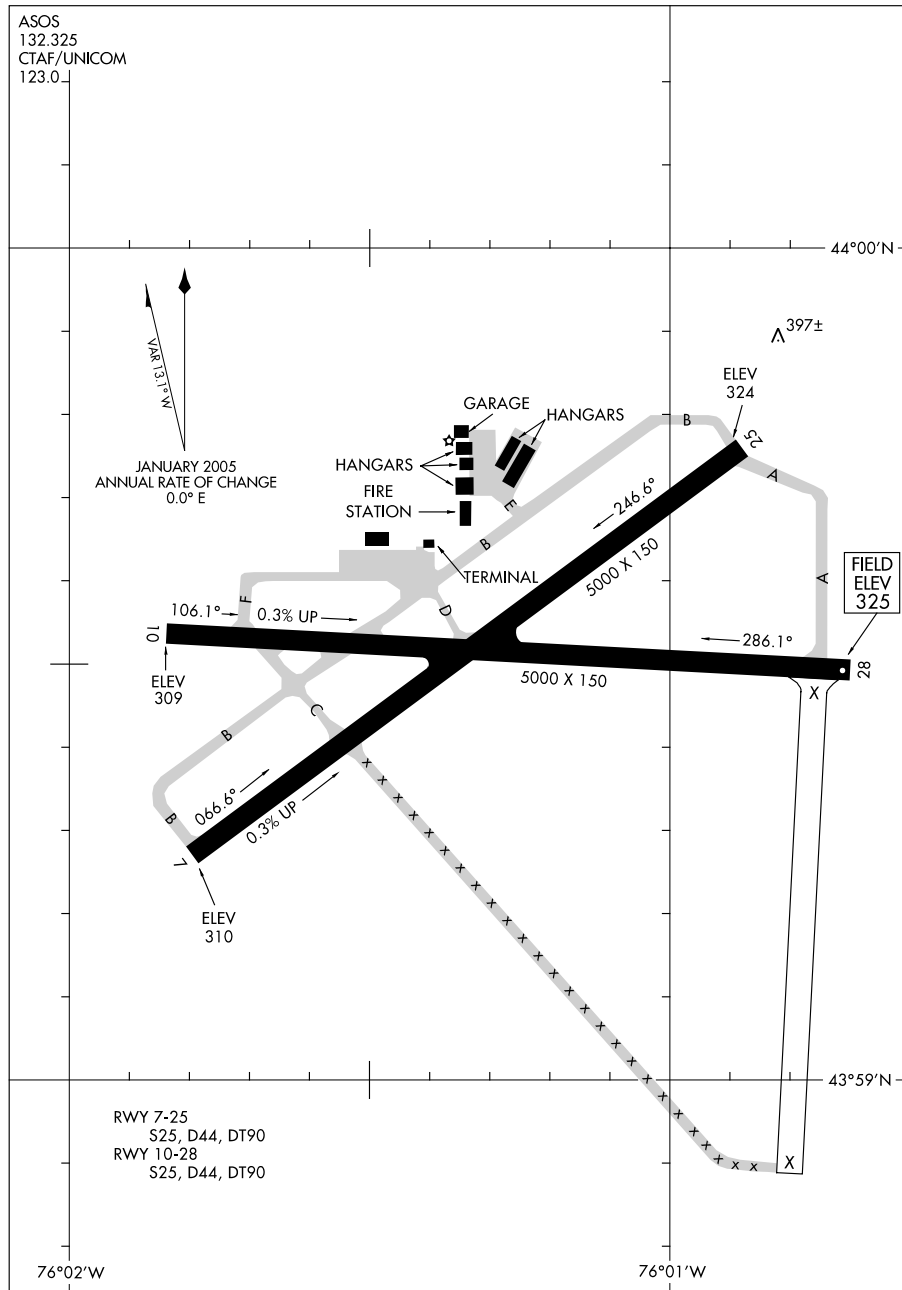 ASOS
132.325
CTAF/UNICOM
123.0
44°00'N
397±
VAR 13.1° W
ELEV
324
GARAGE
HANGARS
B
25
JANUARY 2005
ANNUAL RATE OF CHANGE
0.0° E
HANGARS
A
FIRE
STATION
E
246.6°
B
5000 X 150
TERMINAL
FIELD
ELEV
325
A
F
D
106.1°
0.3% UP
10
286.1°
28
ELEV
309
5000 X 150
X
C
B
066.6°
0.3% UP
B
7
x x x x x x x x x x x x x x x x x x x x x x x x x x
ELEV
310
43°59'N
RWY 7-25
S25, D44, DT90
RWY 10-28
S25, D44, DT90
X
76°02'W
76°01'W